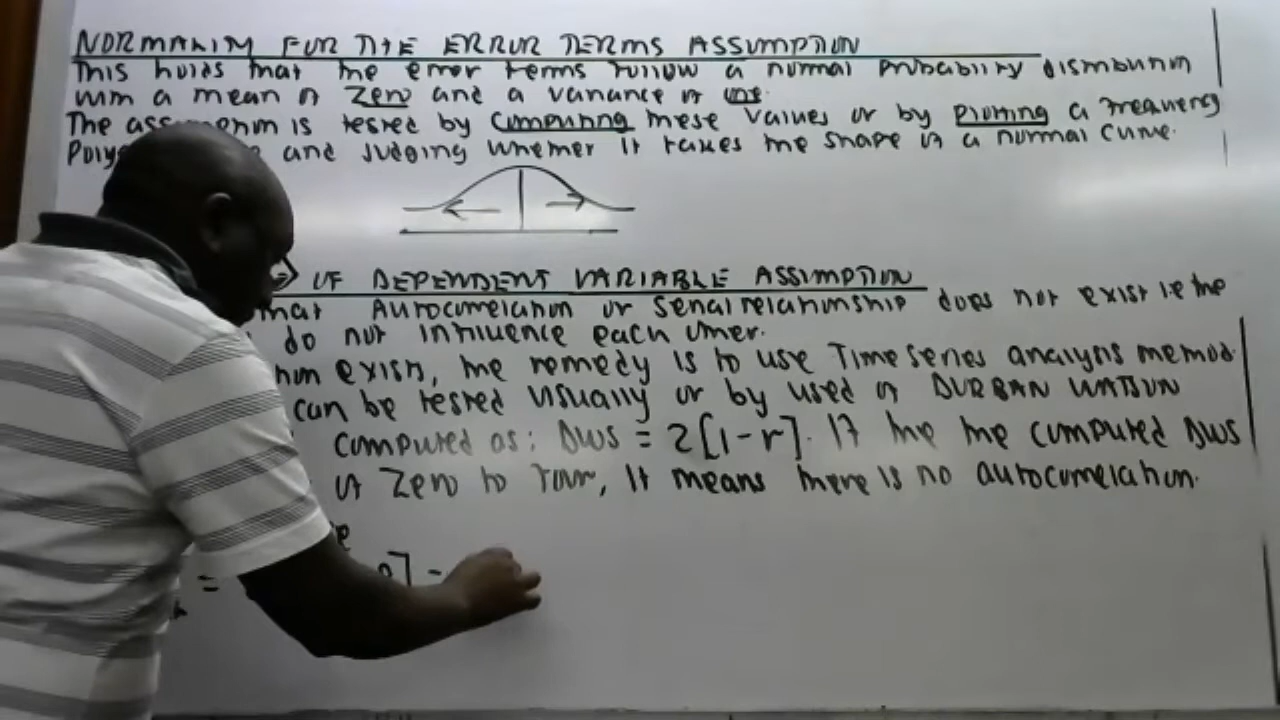 NORMALITY FOR THE ERROR TERMS ASSUMPTION
This holds that the error terms follow a normal probability distribution
with a mean of zero and a variance of one.
The is tested by computing these values or by plotting a frequency
and judging whether it takes the shape of a normal curve.
OF DEPENDENT VARIABLE ASSUMPTION
that Autocorrelation or serial relationship does not exist i.e the
do not influence each other.
exists, the remedy is to use Time series analysis method.
can be tested visually or by used of DURBAN WATSON
computed as: DWS = 2[1-r]. If the the computed DWS
of zero to four, it means there is no autocorrelation.
=
] =